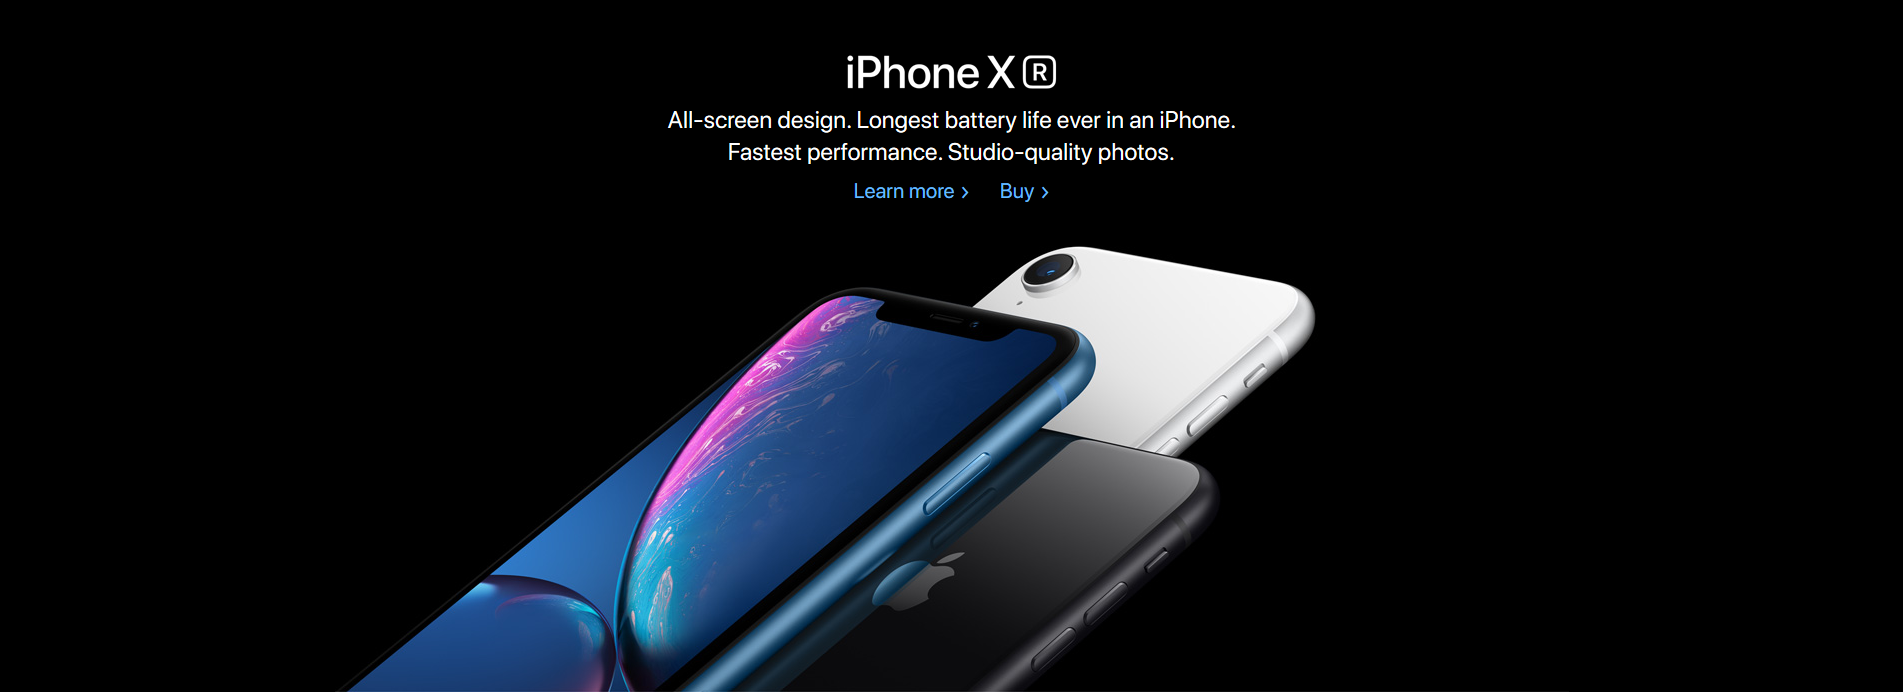 iPhone XR
All-screen design. Longest battery life ever in an iPhone.
Fastest performance. Studio-quality photos.
Learn more › Buy ›